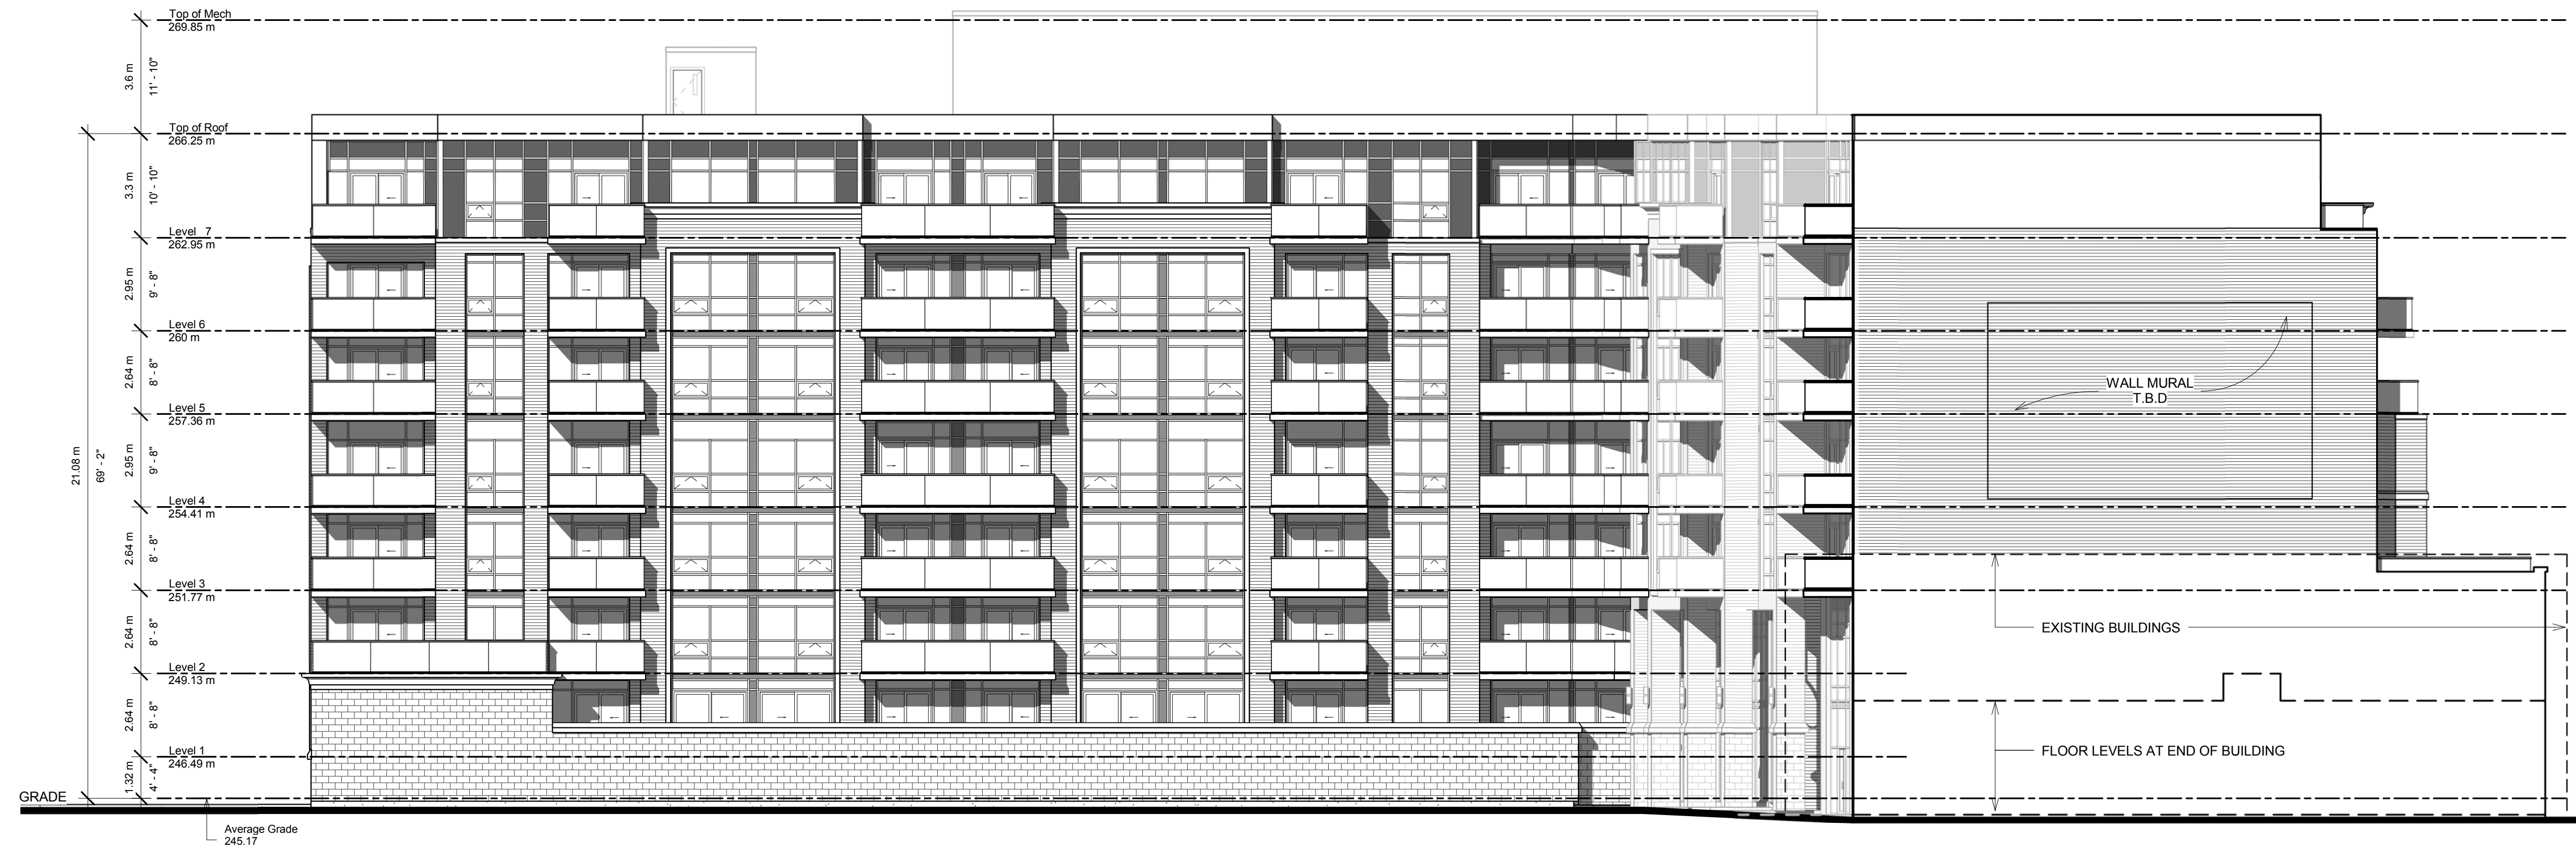 Top of Mech
269.85 m
3.6 m
11' - 10"
Top of Roof
266.25 m
3.3 m
10' - 10"
Level 7
262.95 m
2.95 m
9' - 8"
Level 6
260 m
2.64 m
8' - 8"
Level 5
257.36 m
2.95 m
9' - 8"
Level 4
254.41 m
2.64 m
8' - 8"
Level 3
251.77 m
2.64 m
8' - 8"
Level 2
249.13 m
2.64 m
8' - 8"
Level 1
246.49 m
1.32 m
4' - 4"
21.08 m
69' - 2"
GRADE
Average Grade
245.17
WALL MURAL
T.B.D
EXISTING BUILDINGS
FLOOR LEVELS AT END OF BUILDING